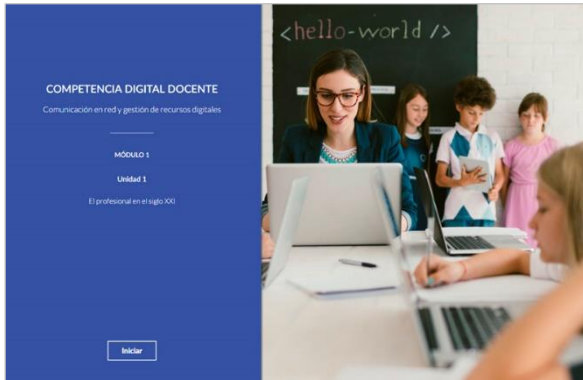 COMPETENCIA DIGITAL DOCENTE
Comunicación en red y gestión de recursos digitales
MÓDULO 1
Unidad 1
El profesional en el siglo XXI
Iniciar
<hello-world />